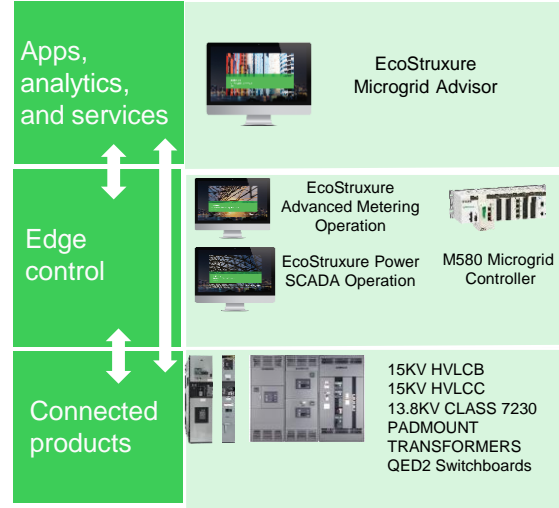 Apps,
analytics,
and services
EcoStruxure
Microgrid Advisor
Edge
control
EcoStruxure
Advanced Metering
Operation
EcoStruxure Power
SCADA Operation
M580 Microgrid
Controller
Connected
products
15KV HVLCB
15KV HVLCC
13.8KV CLASS 7230
PADMOUNT
TRANSFORMERS
QED2 Switchboards